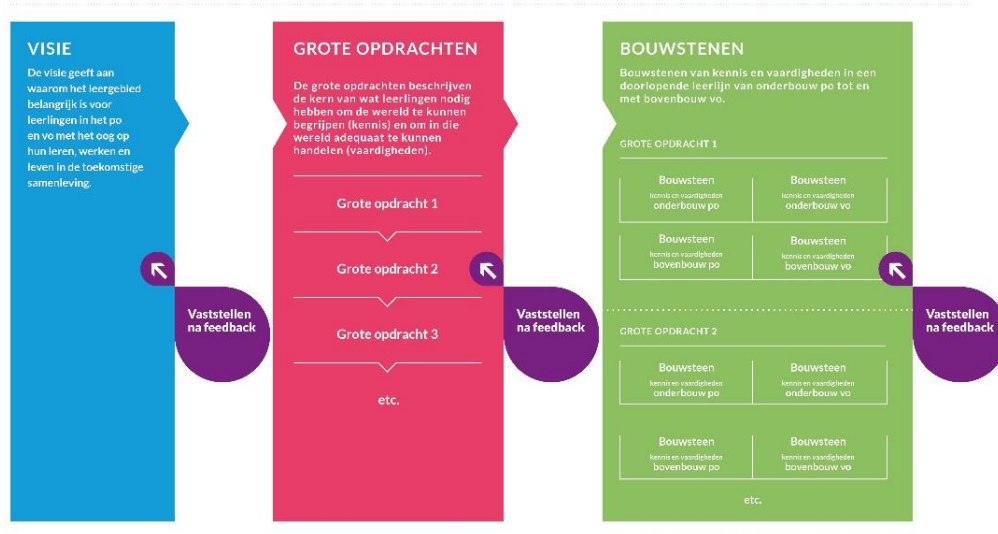 VISIE
De visie geeft aan
waarom het leergebied
belangrijk is voor
leerlingen in het po
en vo met het oog op
hun leren, werken en
leven in de toekomstige
samenleving.
Vaststellen
na feedback
GROTE OPDRACHTEN
De grote opdrachten beschrijven
de kern van wat leerlingen nodig
hebben om de wereld te kunnen
begrijpen (kennis) en om in die
wereld adequaat te kunnen
handelen (vaardigheden).
Grote opdracht 1
Grote opdracht 2
Grote opdracht 3
etc.
Vaststellen
na feedback
BOUWSTENEN
Bouwstenen van kennis en vaardigheden in een
doorlopende leerlijn van onderbouw po tot en
met bovenbouw vo.
GROTE OPDRACHT 1
Bouwsteen
kennis en vaardigheden
onderbouw po
Bouwsteen
kennis en vaardigheden
onderbouw vo
Bouwsteen
kennis en vaardigheden
bovenbouw po
Bouwsteen
kennis en vaardigheden
bovenbouw vo
GROTE OPDRACHT 2
Bouwsteen
kennis en vaardigheden
onderbouw po
Bouwsteen
kennis en vaardigheden
onderbouw vo
Bouwsteen
kennis en vaardigheden
bovenbouw po
Bouwsteen
kennis en vaardigheden
bovenbouw vo
etc.
Vaststellen
na feedback